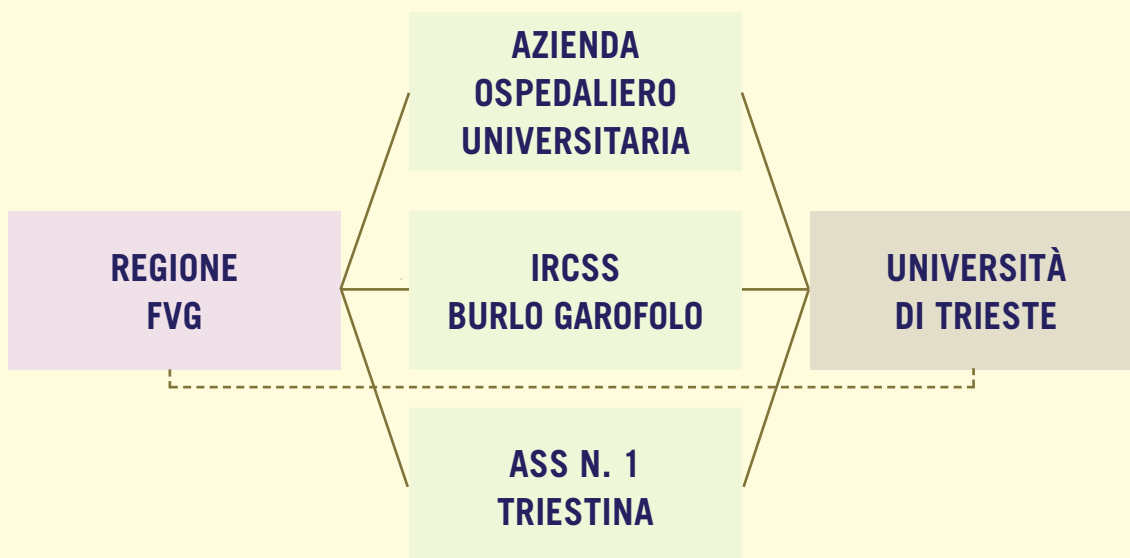 AZIENDA
OSPEDALIERO
UNIVERSITARIA
REGIONE
FVG
IRCSS
BURLO GAROFOLO
UNIVERSITÀ
DI TRIESTE
ASS N. 1
TRIESTINA